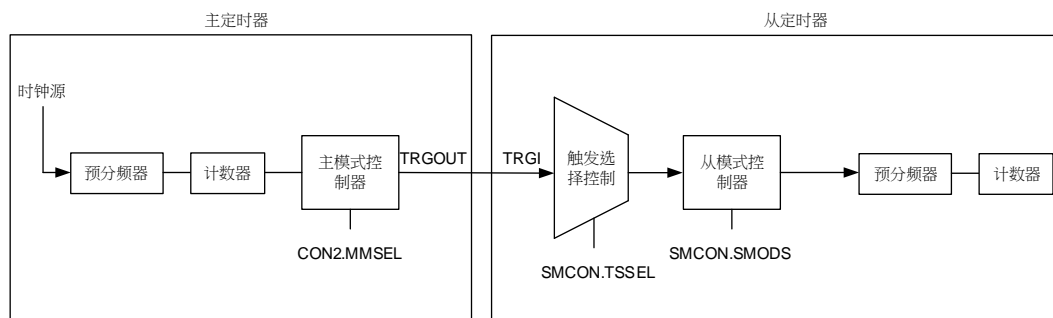 主定时器
从定时器
时钟源
预分频器
计数器
主模式控
制器
TRGOUT
TRGI
触发选
择控制
从模式控
制器
预分频器
计数器
CON2.MMSEL
SMCON.TSSEL
SMCON.SMODS